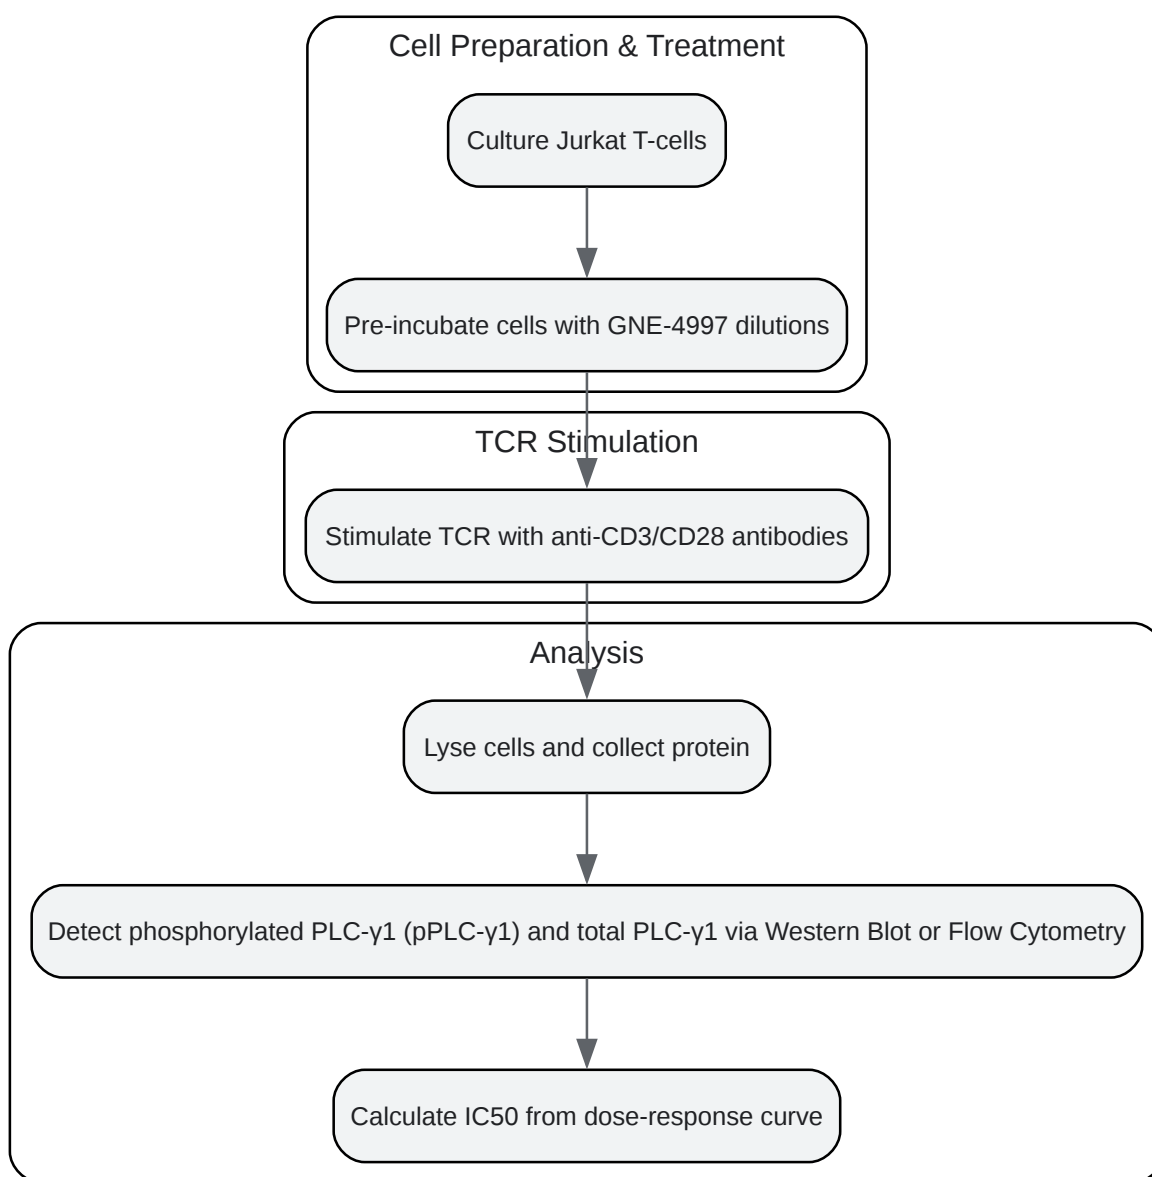 Cell Preparation & Treatment
Culture Jurkat T-cells
Pre-incubate cells with GNE-4997 dilutions
TCR Stimulation
Stimulate TCR with anti-CD3/CD28 antibodies
Analysis
Lyse cells and collect protein
Detect phosphorylated PLC-γ1 (pPLC-γ1) and total PLC-γ1 via Western Blot or Flow Cytometry
Calculate IC50 from dose-response curve